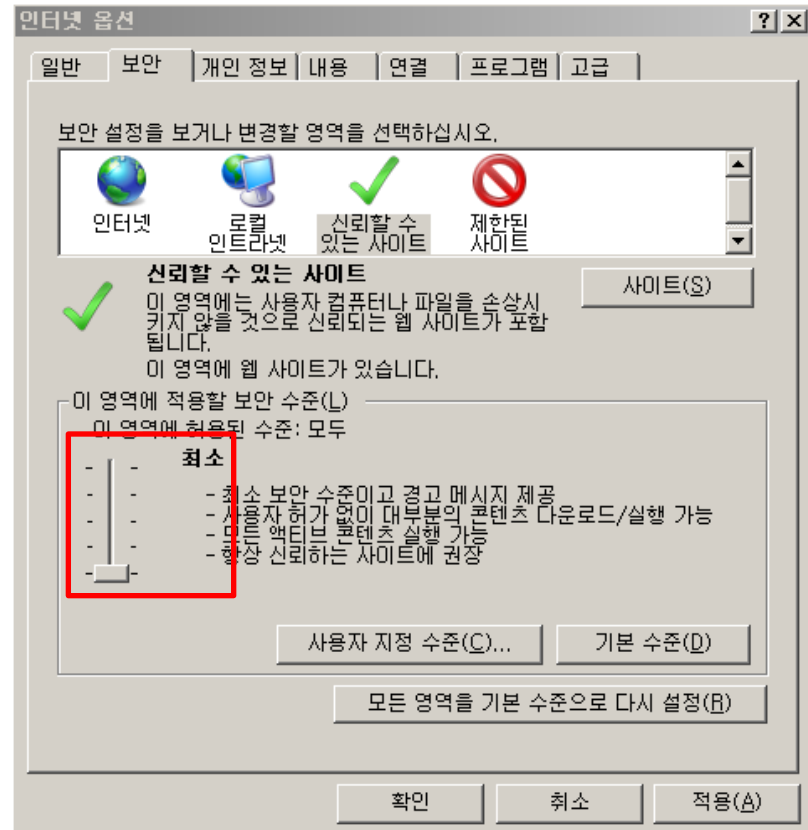 인터넷 옵션
일반 보안 개인 정보 내용 연결 프로그램 고급
보안 설정을 보거나 변경할 영역을 선택하십시오.
인터넷
로컬
인트라넷
신뢰할 수
있는 사이트
제한된
사이트
신뢰할 수 있는 사이트
사이트(S)
이 영역에는 사용자 컴퓨터나 파일을 손상시
키지 않을 것으로 신뢰되는 웹 사이트가 포함
됩니다.
이 영역에 웹 사이트가 있습니다.
이 영역에 적용할 보안 수준(L)
이 영역에 허용된 수준: 모두
최소
- 최소 보안 수준이고 경고 메시지 제공
- 사용자 허가 없이 대부분의 콘텐츠 다운로드/실행 가능
- 모든 액티브 콘텐츠 실행 가능
- 항상 신뢰하는 사이트에 권장
사용자 지정 수준(C)... 기본 수준(D)
모든 영역을 기본 수준으로 다시 설정(R)
확인 취소 적용(A)